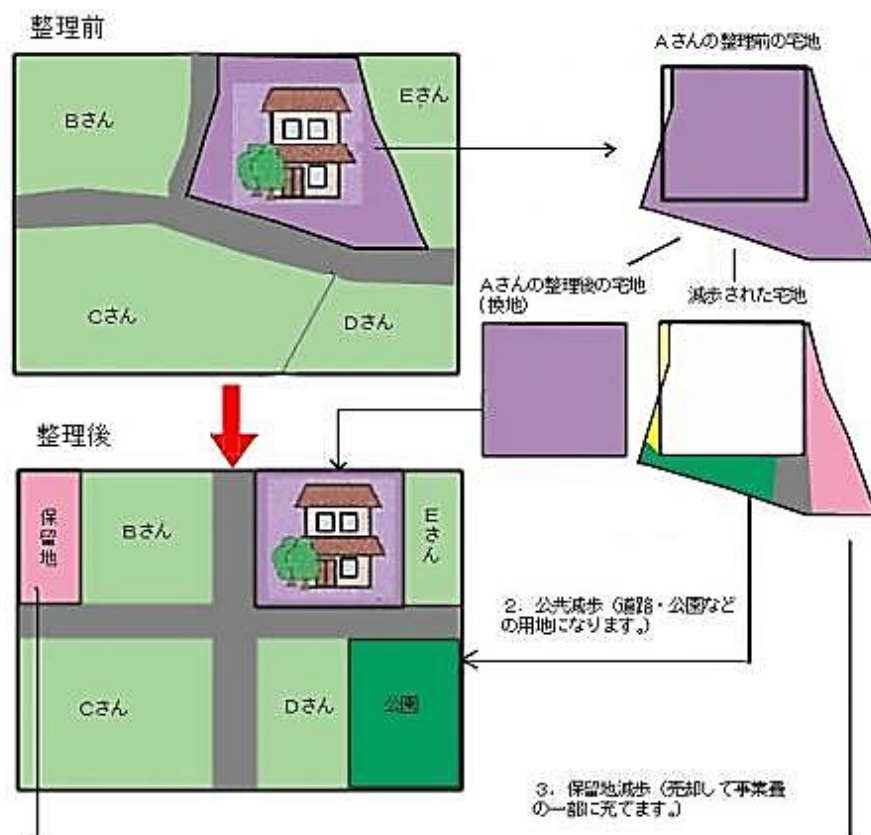 整理前
Aさんの整理前の宅地
Bさん
Eさん
Cさん
Dさん
Aさんの整理後の宅地
(換地)
減歩された宅地
整理後
保留地
Bさん
Eさん
Cさん
Dさん
公園
2. 公共減歩(道路・公園など
の用地になります。)
3. 保留地減歩(売却して事業費
の一部に充てます。)